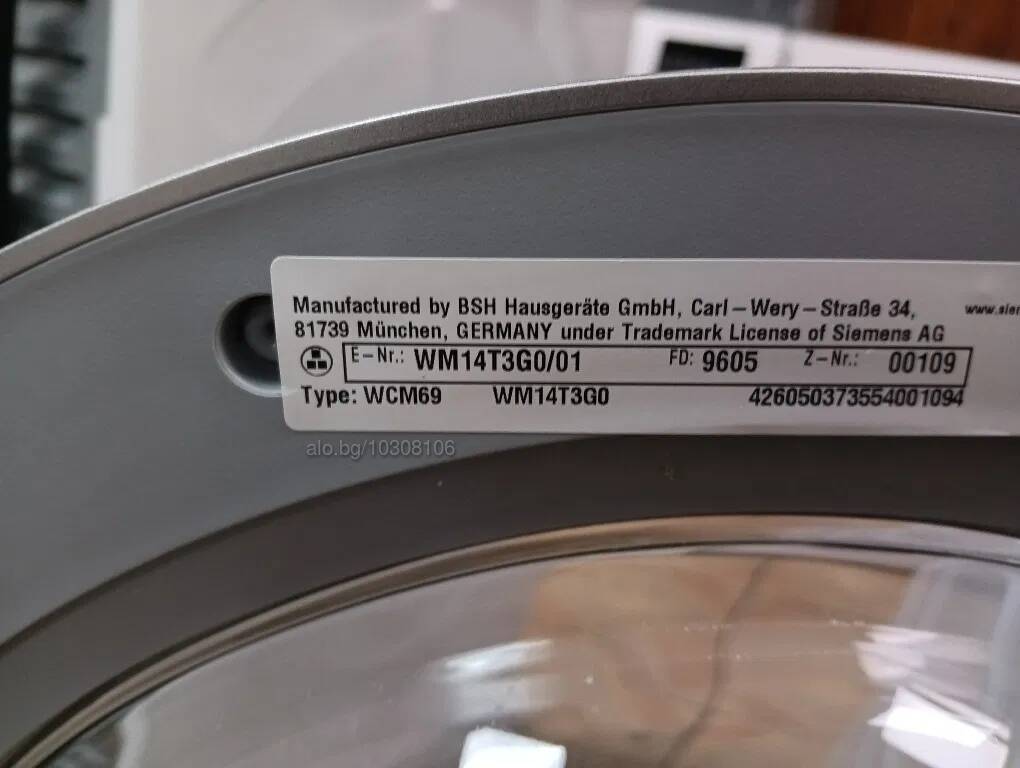 Manufactured by BSH Hausgeräte GmbH, Carl-Wery-Straße 34,
81739 München, GERMANY under Trademark License of Siemens AG
E-Nr.: WM14T3G0/01 FD: 9605 Z-Nr.: 00109
Type: WCM69 WM14T3G0 426050373554001094
alo.bg/10308106